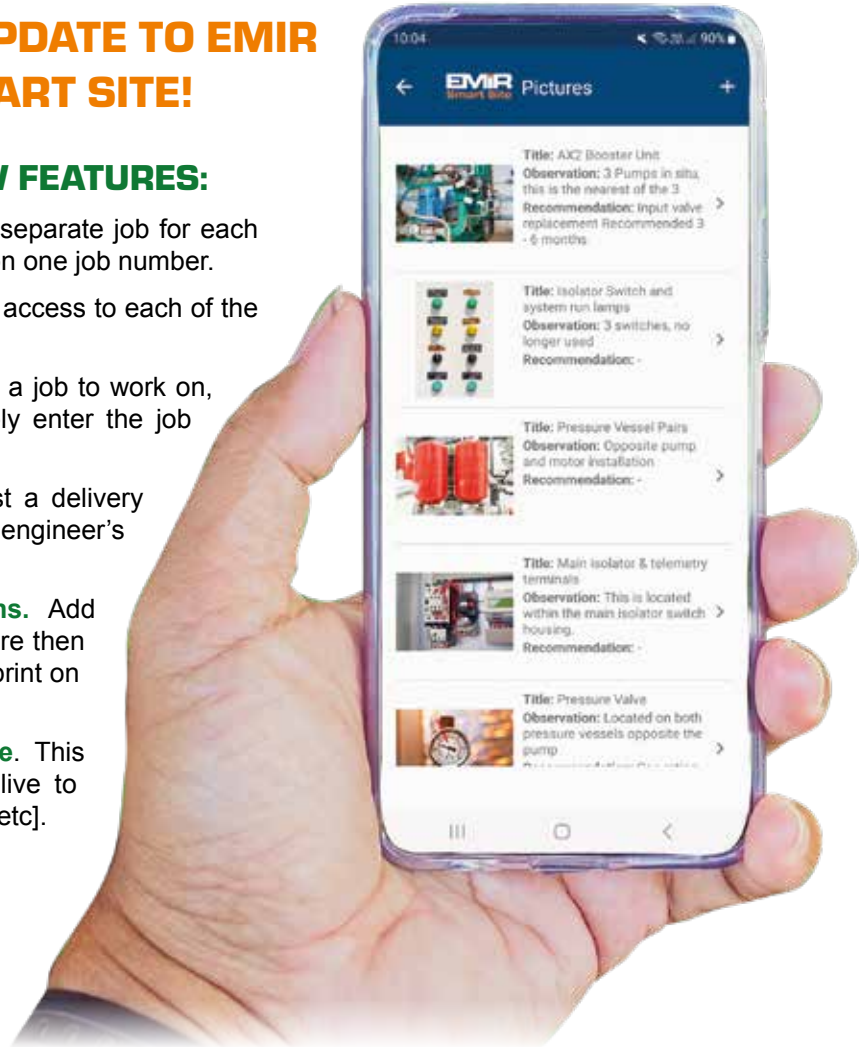 PDATE TO EMIR
ART SITE!
FEATURES:
separate job for each
en one job number.
access to each of the
a job to work on,
ly enter the job
st a delivery
engineer's
ns. Add
re then
print on
e. This
live to
etc].
10:04
90%
EMIR
Smart Site
Pictures
Title: AX2 Booster Unit
Observation: 3 Pumps in situ,
this is the nearest of the 3
Recommendation: Input valve
replacement Recommended 3
- 6 months
Title: Isolator Switch and
system run lamps
Observation: 3 switches, no
longer used
Recommendation: -
Title: Pressure Vessel Pairs
Observation: Opposite pump
and motor installation
Recommendation: -
Title: Main isolator & telemetry
terminals
Observation: This is located
within the main isolator switch
housing.
Recommendation: -
Title: Pressure Valve
Observation: Located on both
pressure vessels opposite the
pump